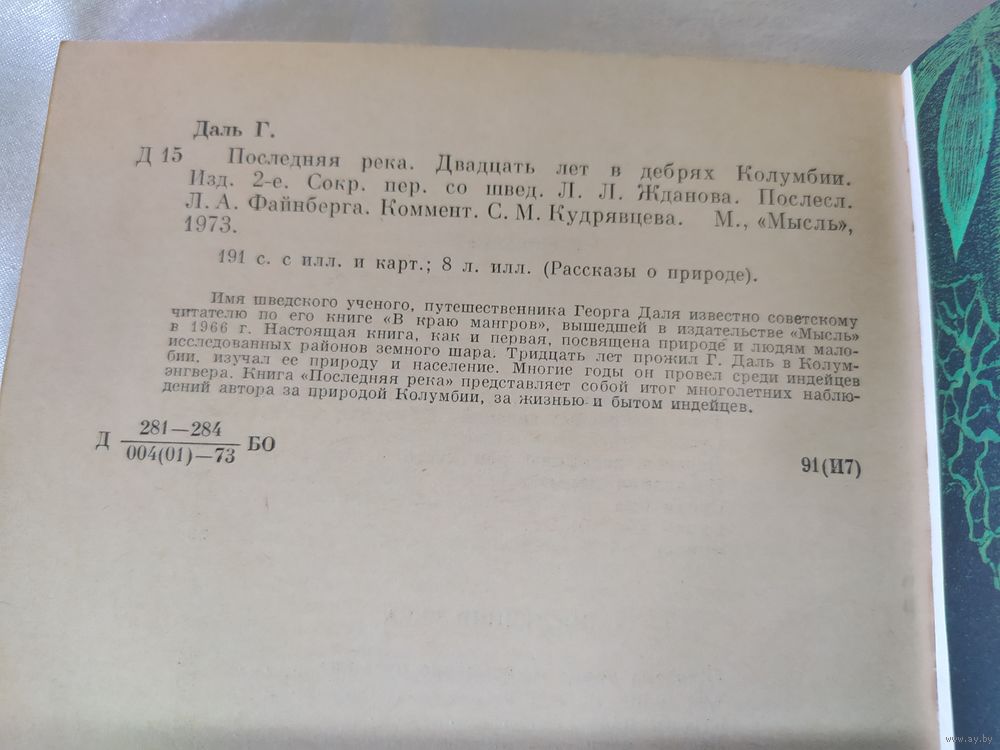 Даль Г.
Д 15 Последняя река. Двадцать лет в дебрях Колумбии.
Изд. 2-е. Сокр. пер. со швед. Л. Л. Жданова. Послесл.
Л. А. Файнберга. Коммент. С. М. Кудрявцева. М., «Мысль»,
1973.
191 с. с илл. и карт.; 8 л. илл. (Рассказы о природе).
Имя шведского ученого, путешественника Георга Даля известно советскому
читателю по его книге «В краю мангров», вышедшей в издательстве «Мысль»
в 1966 г. Настоящая книга, как и первая, посвящена природе и людям мало-
исследованных районов земного шара. Тридцать лет прожил Г. Даль в Колум-
бии, изучал ее природу и население. Многие годы он провел среди индейцев
энгвера. Книга «Последняя река» представляет собой итог многолетних наблю-
дений автора за природой Колумбии, за жизнью и бытом индейцев.
Д 281—284
004(01)—73 БО
91(И7)
www.ay.by